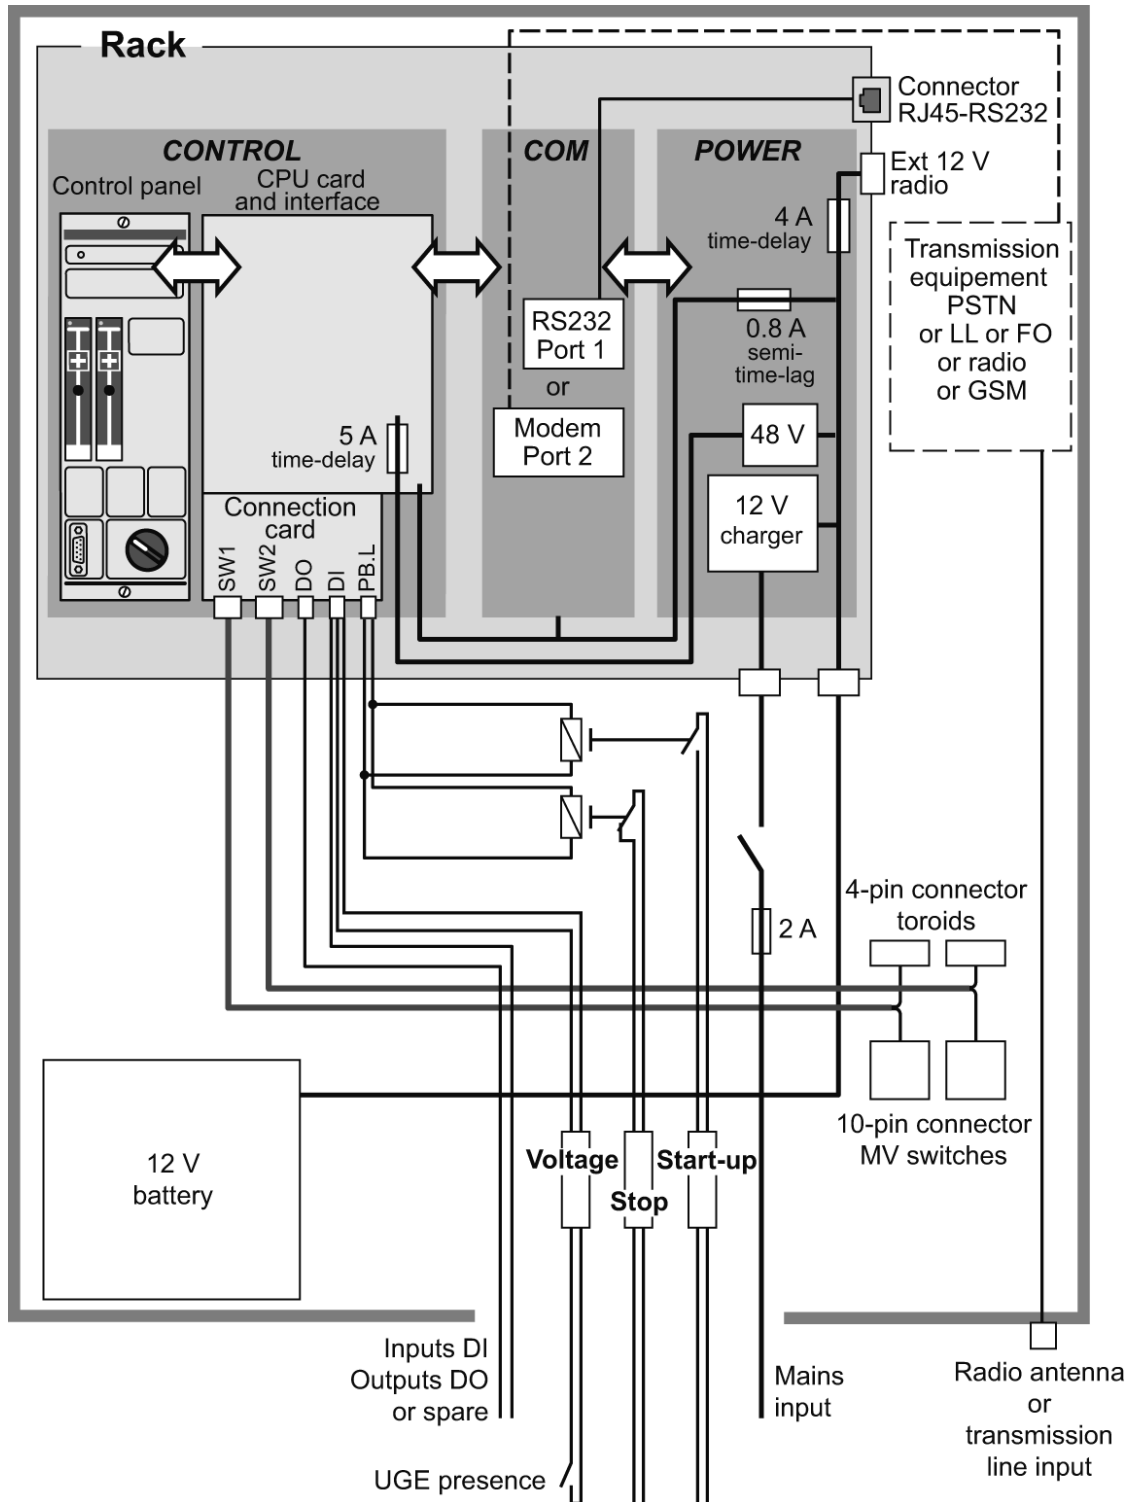 Rack
Connector
RJ45-RS232
CONTROL
COM
POWER
Control panel
CPU card
and interface
Ext 12 V
radio
4 A
time-delay
Transmission
equipement
PSTN
or LL or FO
or radio
or GSM
RS232
Port 1
or
Modem
Port 2
0.8 A
semi-
time-lag
5 A
time-delay
48 V
12 V
charger
Connection
card
SW1
SW2
DO
DI
PB.L
4-pin connector
toroids
2 A
10-pin connector
MV switches
12 V
battery
Voltage
Stop
Start-up
Inputs DI
Outputs DO
or spare
Mains
input
Radio antenna
or
transmission
line input
UGE presence